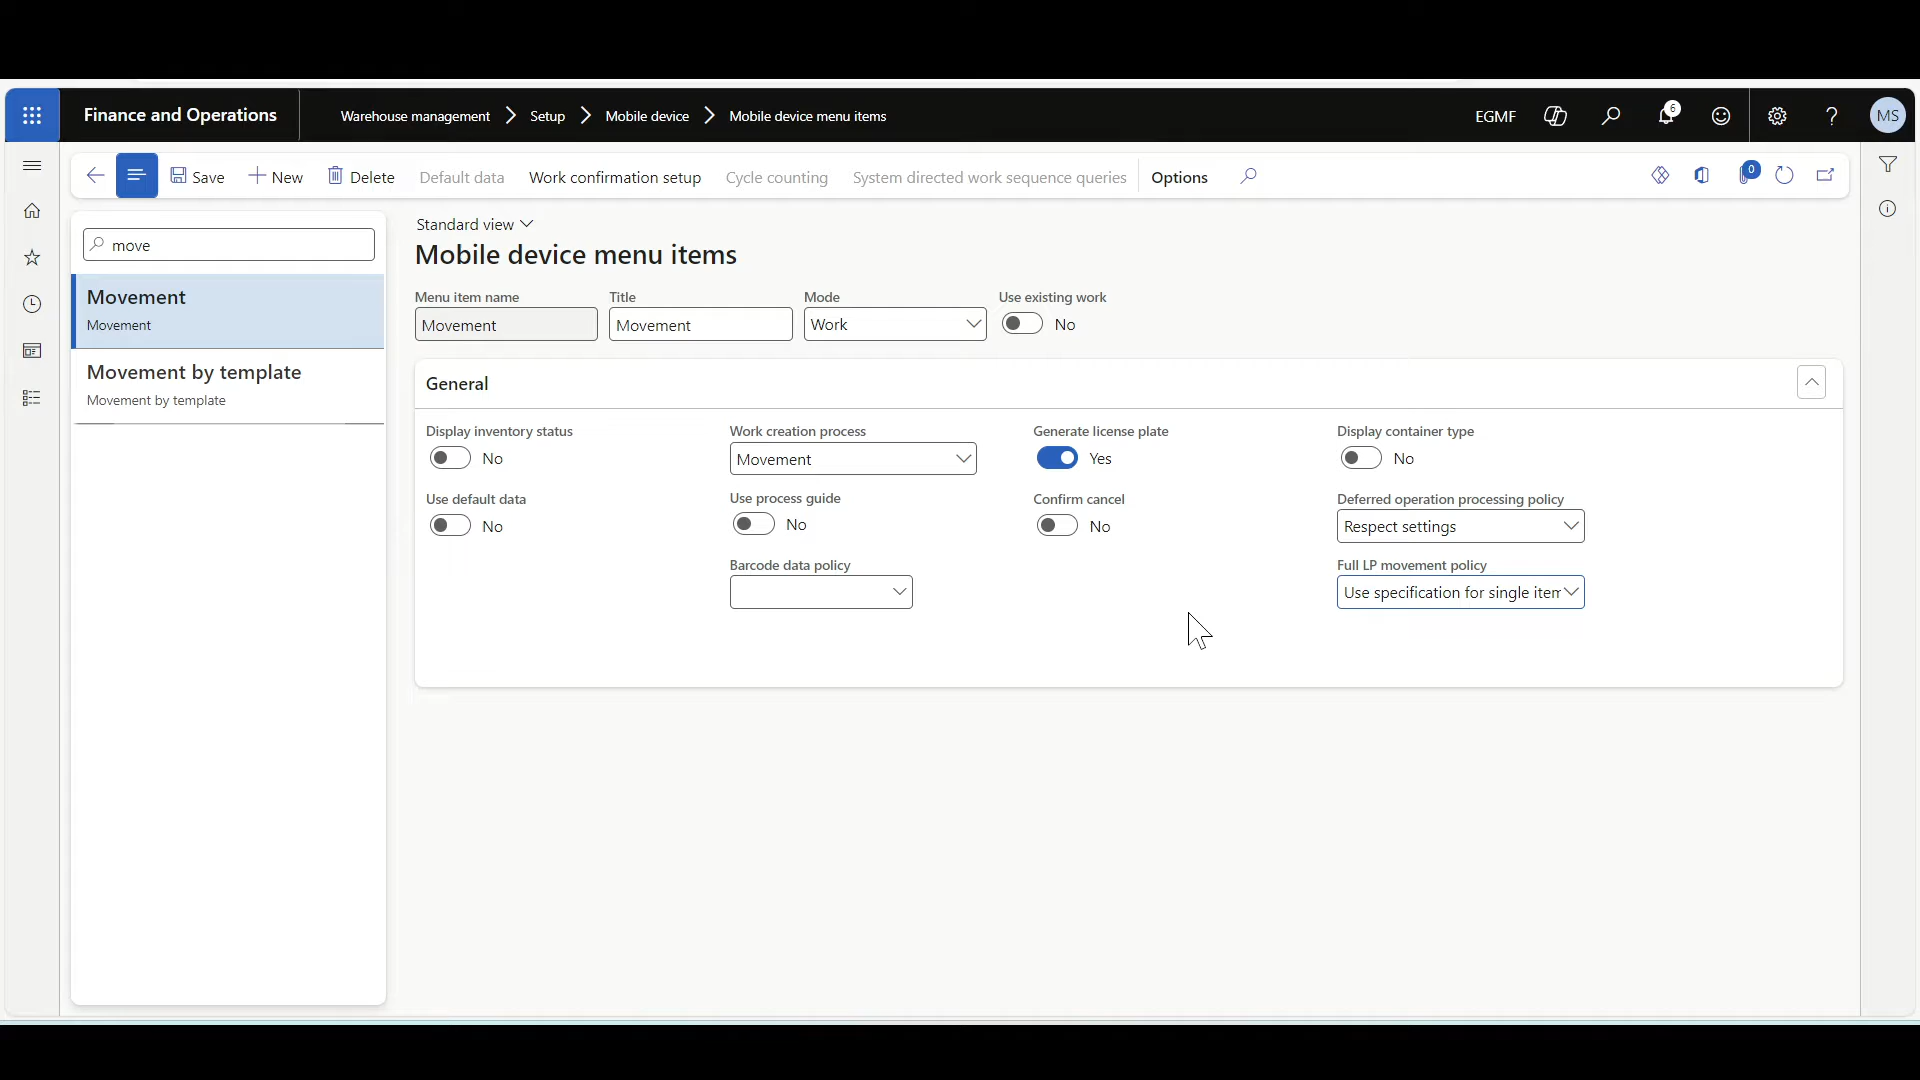 Finance and Operations
Warehouse management
Setup
Mobile device
Mobile device menu items
EGMF
6
?
MS
Save
New
Delete
Default data
Work confirmation setup
Cycle counting
System directed work sequence queries
Options
0
move
Movement
Movement
Movement by template
Movement by template
Standard view
Mobile device menu items
Menu item name
Title
Mode
Use existing work
Movement
Movement
Work
No
General
Display inventory status
Work creation process
Generate license plate
Display container type
No
Movement
Yes
No
Use default data
Use process guide
Confirm cancel
Deferred operation processing policy
No
No
No
Respect settings
Barcode data policy
Full LP movement policy
Use specification for single item